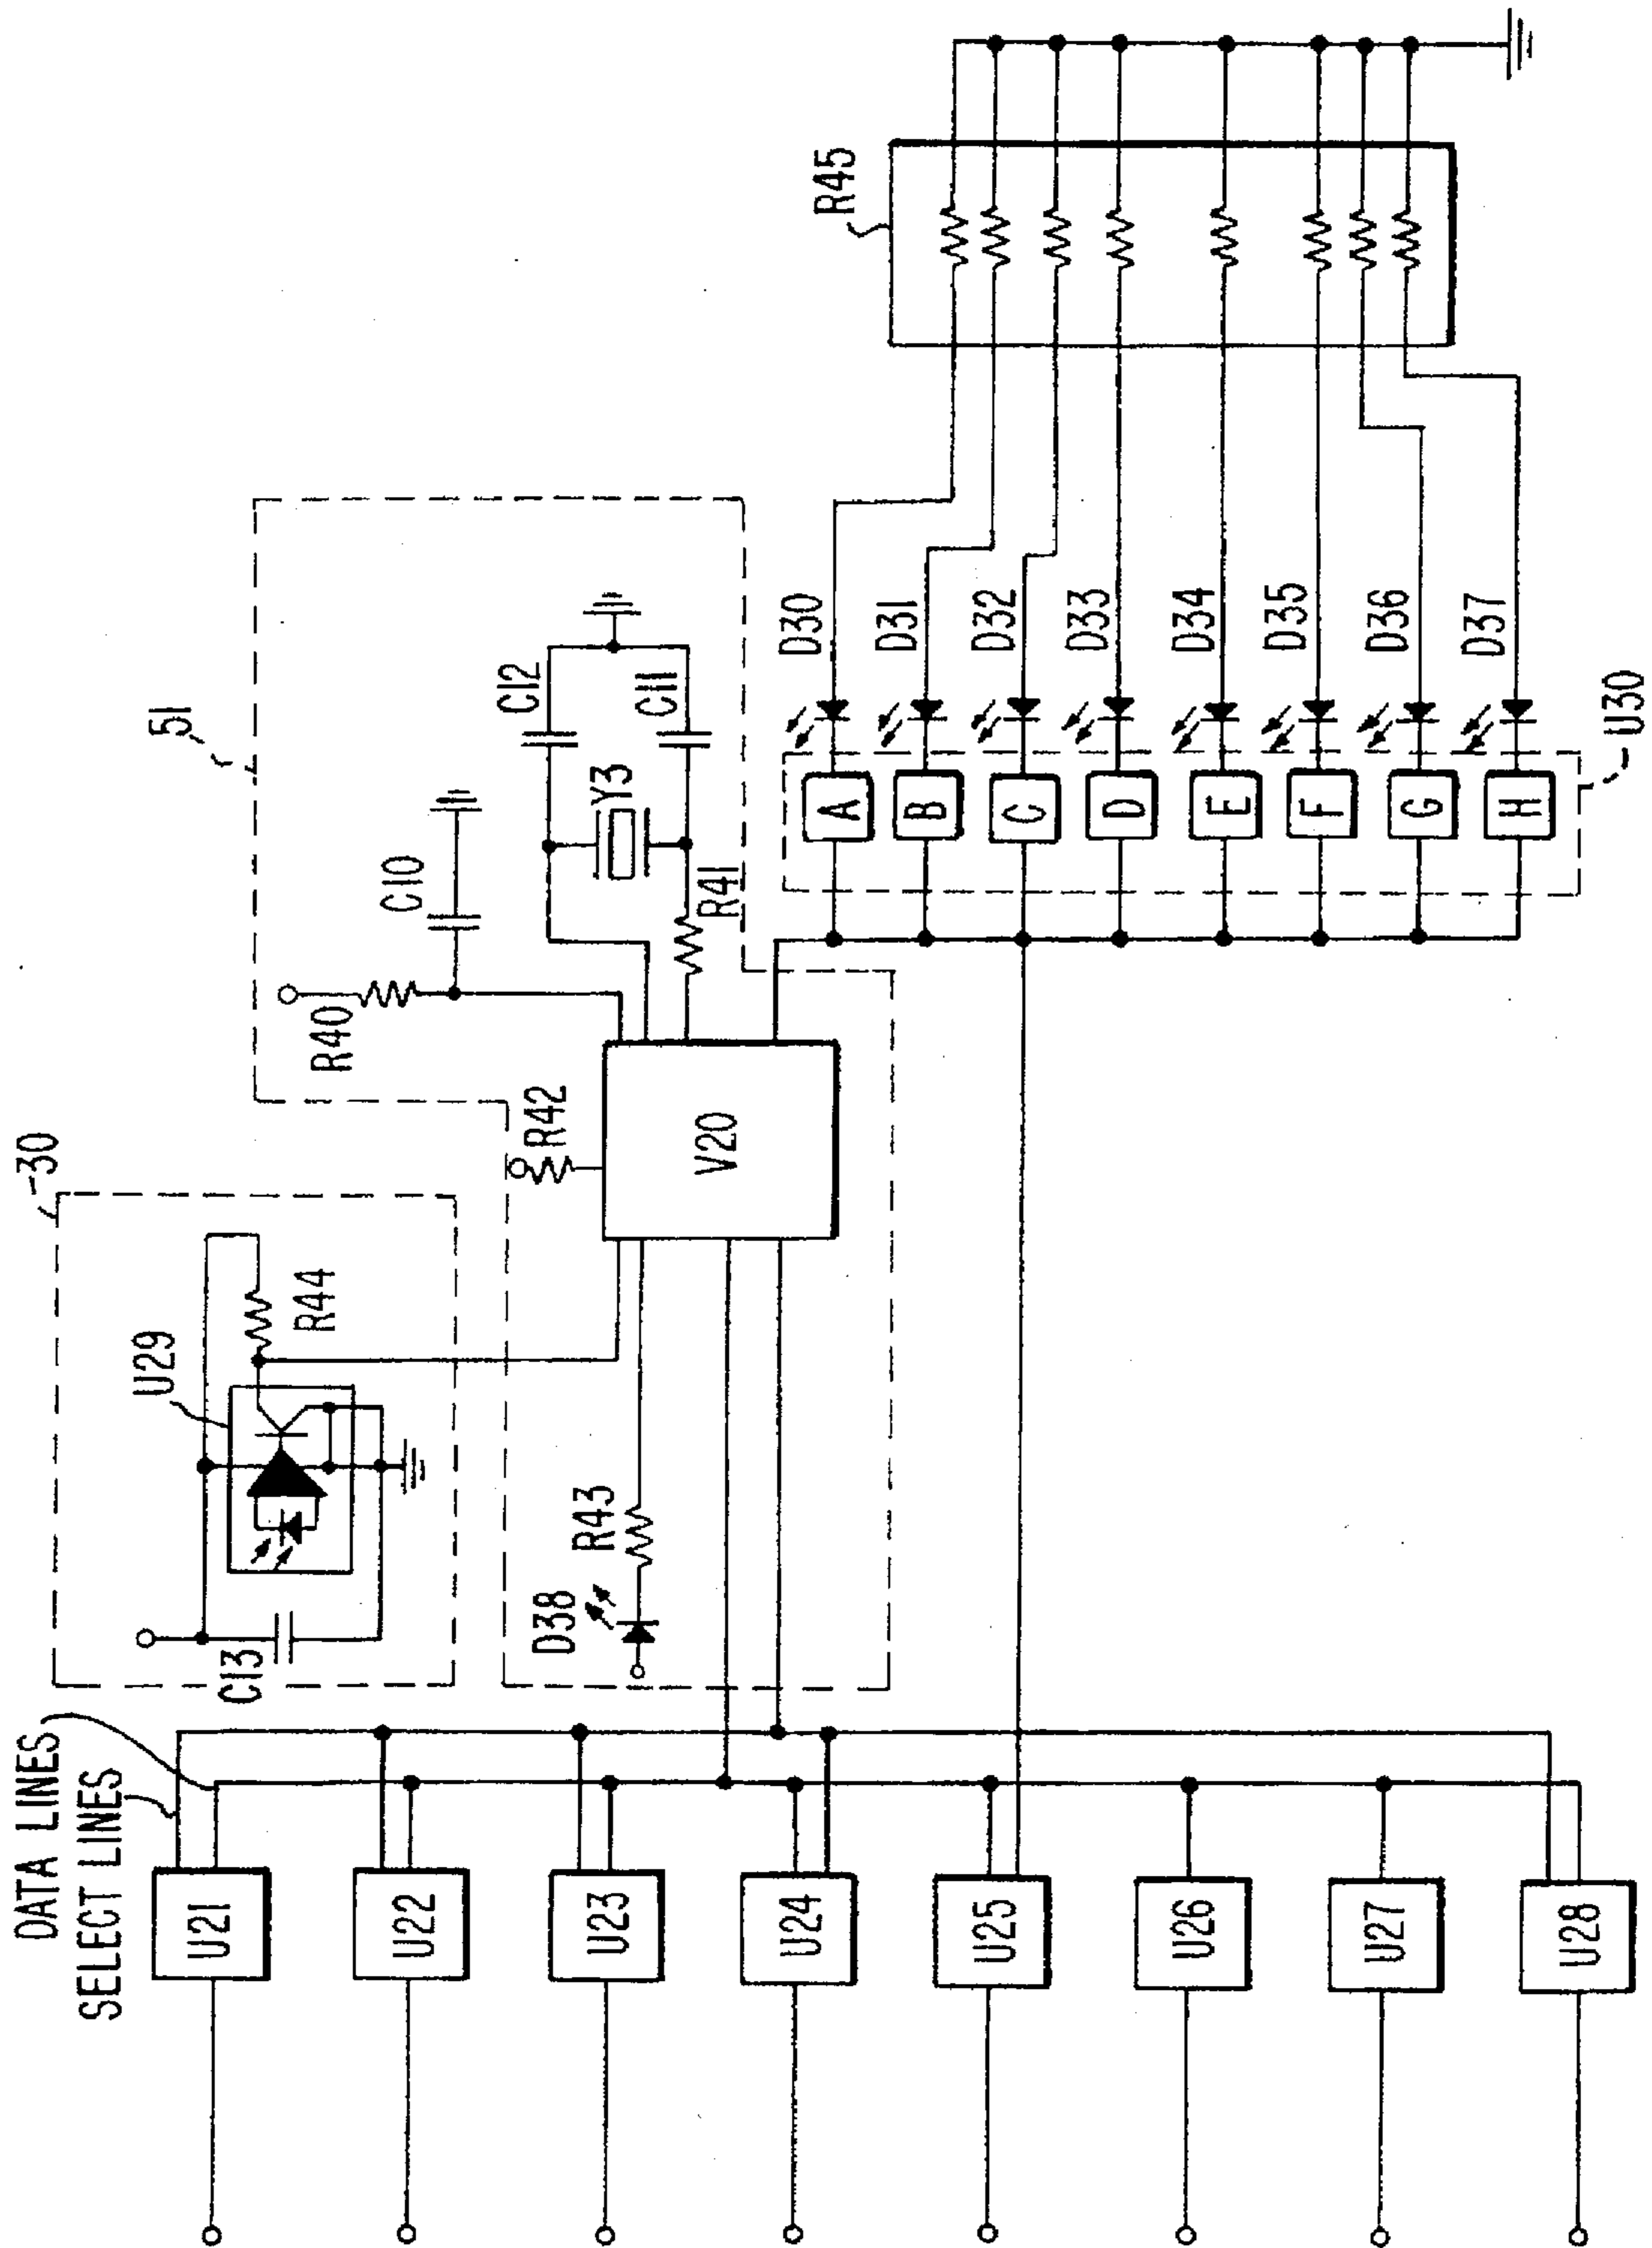 DATA LINES
SELECT LINES
U21
U22
U23
U24
U25
U26
U27
U28
30
U29
R44
C13
D38
R43
R42
V20
51
R40
C10
C12
Y3
C11
R41
A
B
C
D
E
F
G
H
U30
D30
D31
D32
D33
D34
D35
D36
D37
R45